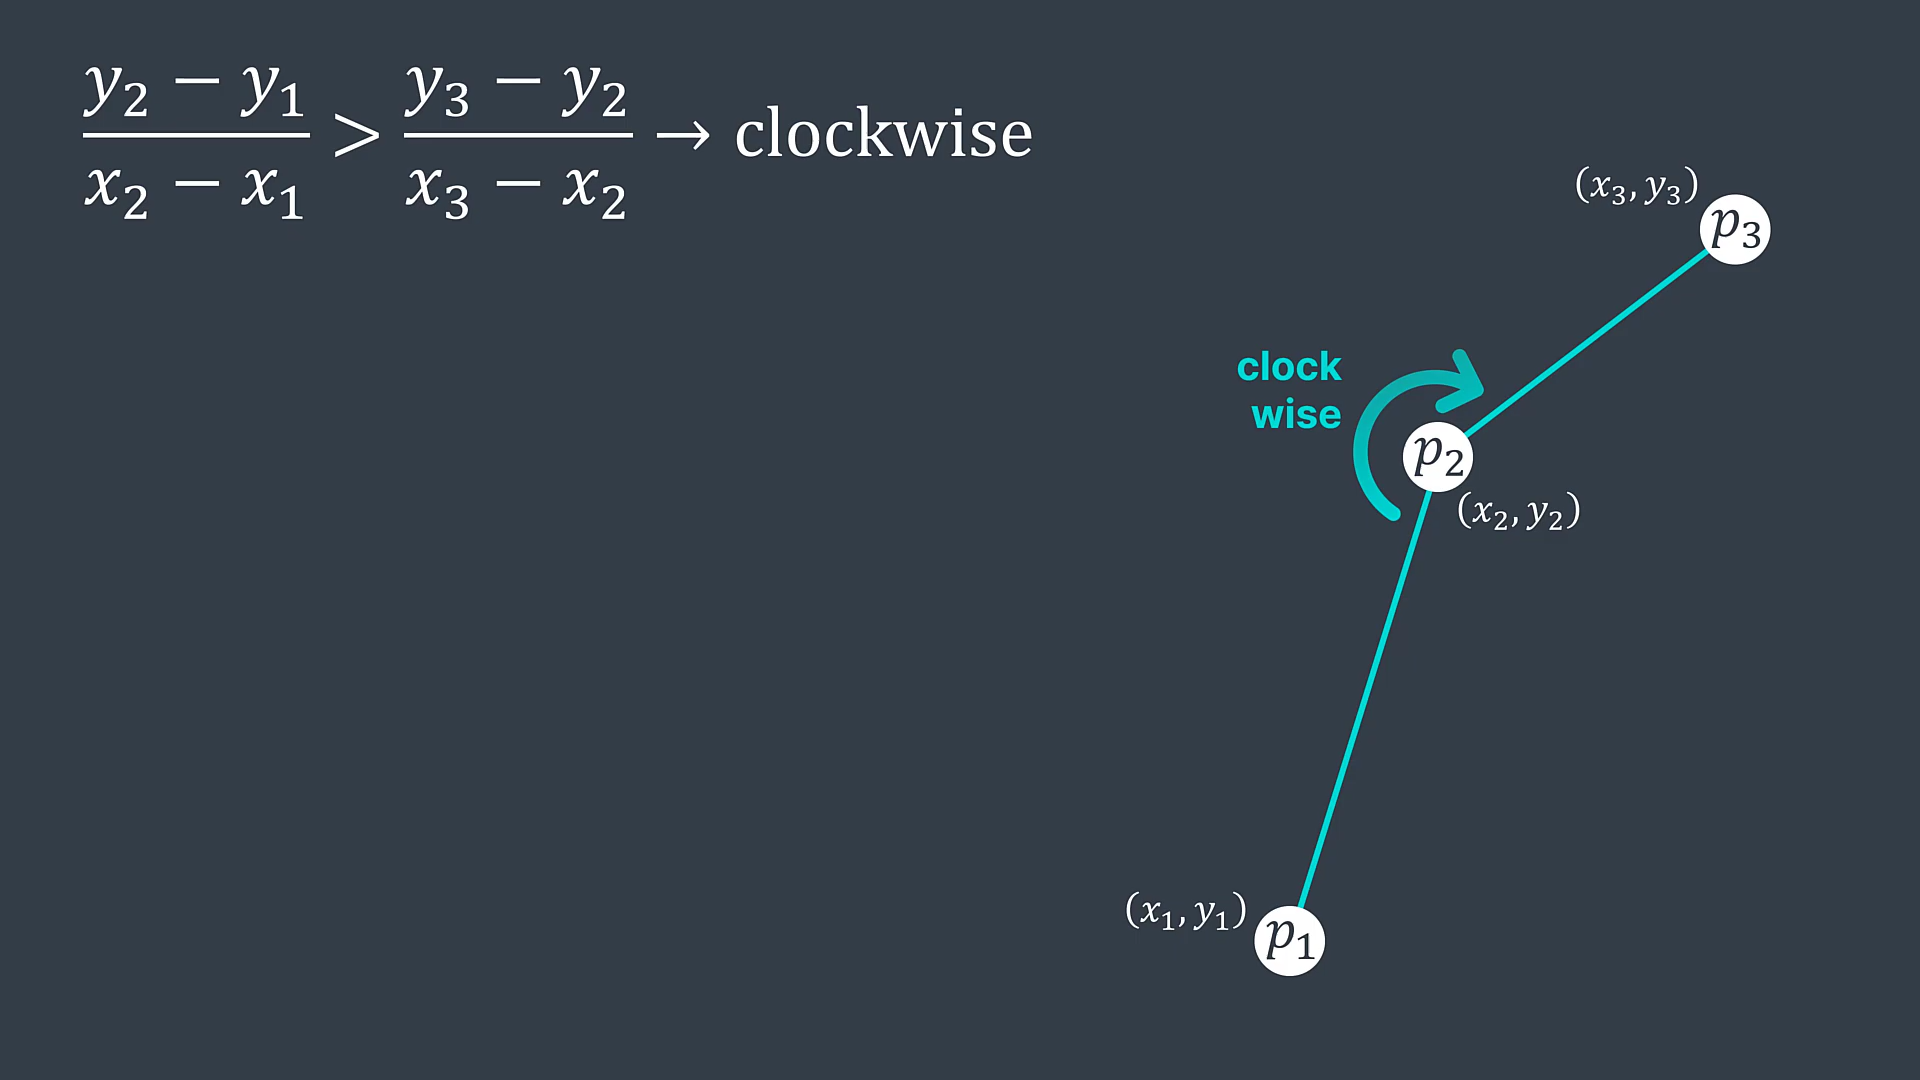 y₂ − y₁ / x₂ − x₁ > y₃ − y₂ / x₃ − x₂ → clockwise
(x₃, y₃)
p₃
clock
wise
p₂
(x₂, y₂)
(x₁, y₁)
p₁